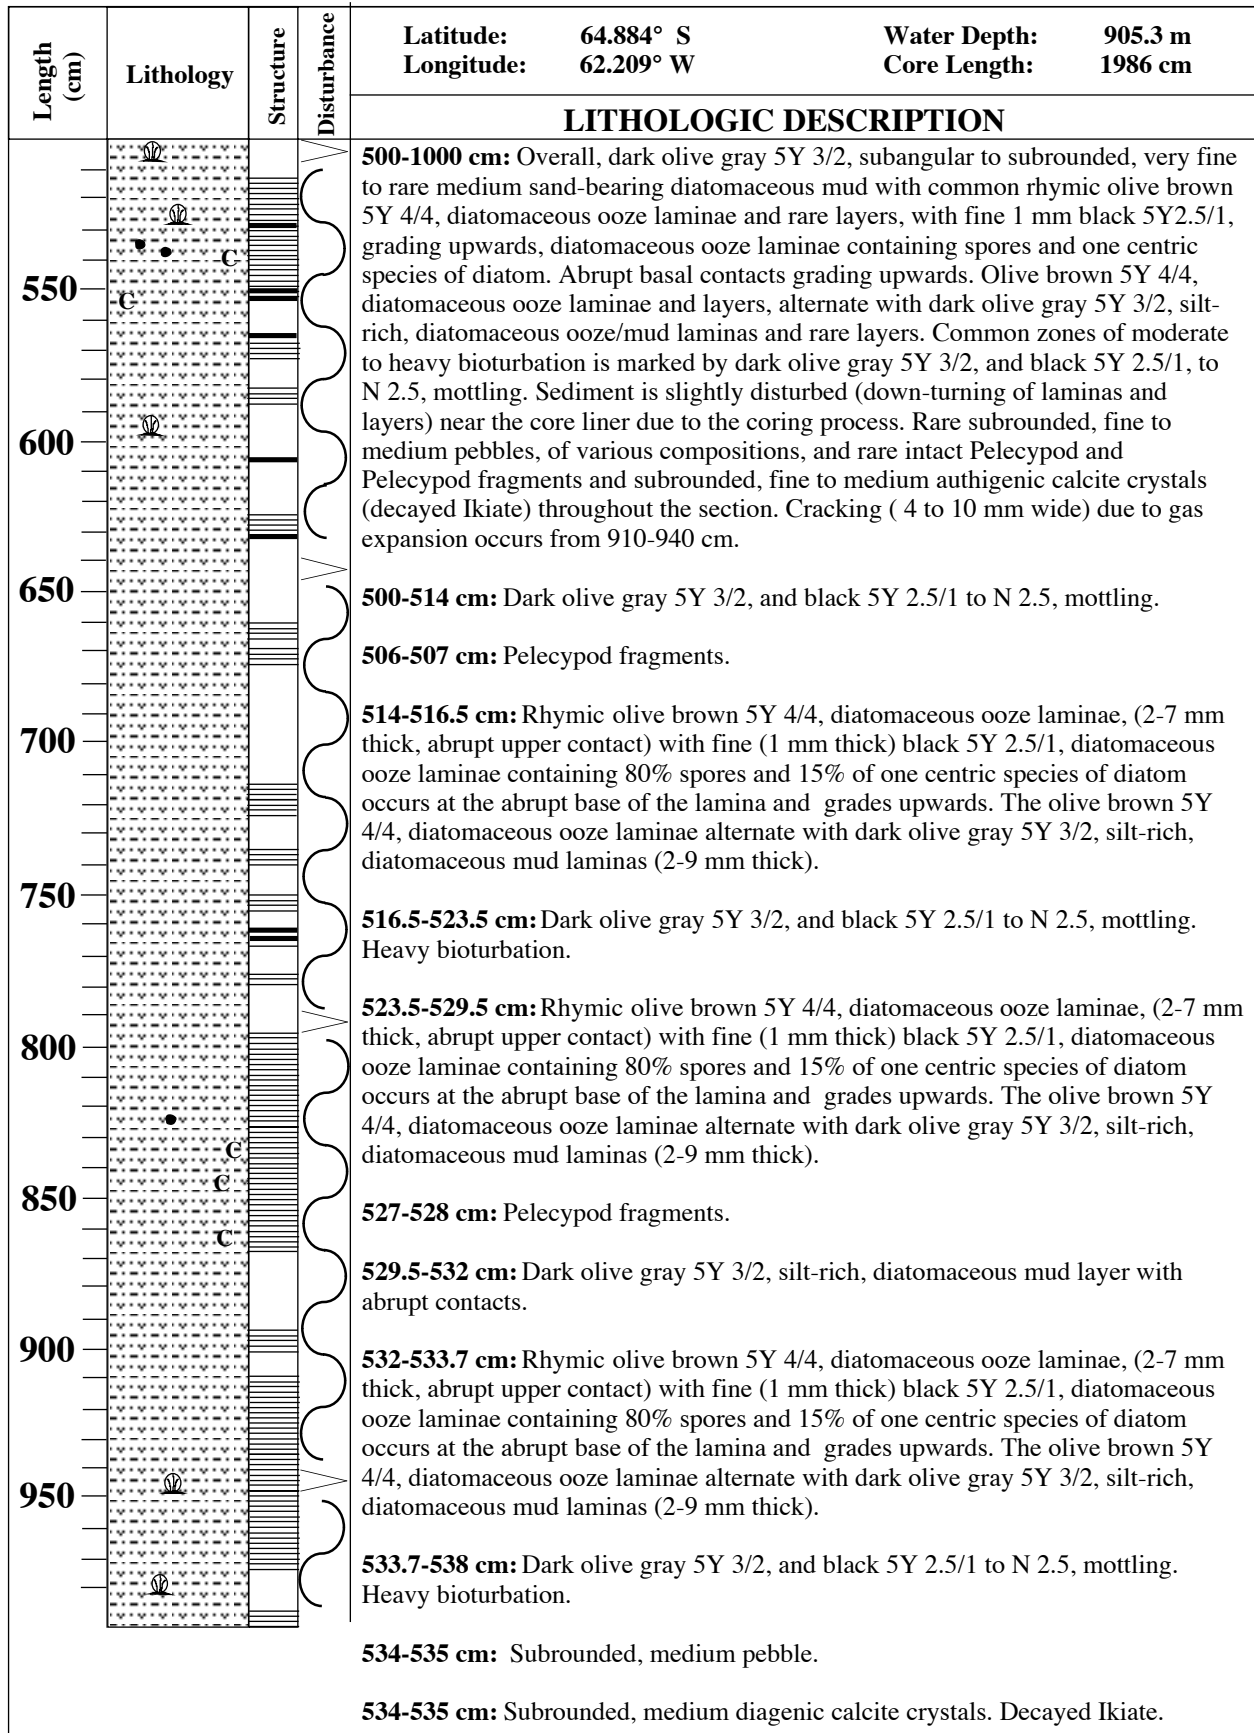 Length
(cm)
Lithology
Structure
Disturbance
Latitude: 64.884° S Water Depth: 905.3 m
Longitude: 62.209° W Core Length: 1986 cm
LITHOLOGIC DESCRIPTION
500-1000 cm: Overall, dark olive gray 5Y 3/2, subangular to subrounded, very fine
to rare medium sand-bearing diatomaceous mud with common rhymic olive brown
5Y 4/4, diatomaceous ooze laminae and rare layers, with fine 1 mm black 5Y2.5/1,
grading upwards, diatomaceous ooze laminae containing spores and one centric
species of diatom. Abrupt basal contacts grading upwards. Olive brown 5Y 4/4,
diatomaceous ooze laminae and layers, alternate with dark olive gray 5Y 3/2, silt-
rich, diatomaceous ooze/mud laminas and rare layers. Common zones of moderate
to heavy bioturbation is marked by dark olive gray 5Y 3/2, and black 5Y 2.5/1, to
N 2.5, mottling. Sediment is slightly disturbed (down-turning of laminas and
layers) near the core liner due to the coring process. Rare subrounded, fine to
medium pebbles, of various compositions, and rare intact Pelecypod and
Pelecypod fragments and subrounded, fine to medium authigenic calcite crystals
(decayed Ikiate) throughout the section. Cracking ( 4 to 10 mm wide) due to gas
expansion occurs from 910-940 cm.
500-514 cm: Dark olive gray 5Y 3/2, and black 5Y 2.5/1 to N 2.5, mottling.
506-507 cm: Pelecypod fragments.
514-516.5 cm: Rhymic olive brown 5Y 4/4, diatomaceous ooze laminae, (2-7 mm
thick, abrupt upper contact) with fine (1 mm thick) black 5Y 2.5/1, diatomaceous
ooze laminae containing 80% spores and 15% of one centric species of diatom
occurs at the abrupt base of the lamina and grades upwards. The olive brown 5Y
4/4, diatomaceous ooze laminae alternate with dark olive gray 5Y 3/2, silt-rich,
diatomaceous mud laminas (2-9 mm thick).
516.5-523.5 cm: Dark olive gray 5Y 3/2, and black 5Y 2.5/1 to N 2.5, mottling.
Heavy bioturbation.
523.5-529.5 cm: Rhymic olive brown 5Y 4/4, diatomaceous ooze laminae, (2-7 mm
thick, abrupt upper contact) with fine (1 mm thick) black 5Y 2.5/1, diatomaceous
ooze laminae containing 80% spores and 15% of one centric species of diatom
occurs at the abrupt base of the lamina and grades upwards. The olive brown 5Y
4/4, diatomaceous ooze laminae alternate with dark olive gray 5Y 3/2, silt-rich,
diatomaceous mud laminas (2-9 mm thick).
527-528 cm: Pelecypod fragments.
529.5-532 cm: Dark olive gray 5Y 3/2, silt-rich, diatomaceous mud layer with
abrupt contacts.
532-533.7 cm: Rhymic olive brown 5Y 4/4, diatomaceous ooze laminae, (2-7 mm
thick, abrupt upper contact) with fine (1 mm thick) black 5Y 2.5/1, diatomaceous
ooze laminae containing 80% spores and 15% of one centric species of diatom
occurs at the abrupt base of the lamina and grades upwards. The olive brown 5Y
4/4, diatomaceous ooze laminae alternate with dark olive gray 5Y 3/2, silt-rich,
diatomaceous mud laminas (2-9 mm thick).
533.7-538 cm: Dark olive gray 5Y 3/2, and black 5Y 2.5/1 to N 2.5, mottling.
Heavy bioturbation.
534-535 cm: Subrounded, medium pebble.
534-535 cm: Subrounded, medium diagenic calcite crystals. Decayed Ikiate.
C
550
C
600
650
700
750
800
C
C
850
C
900
950